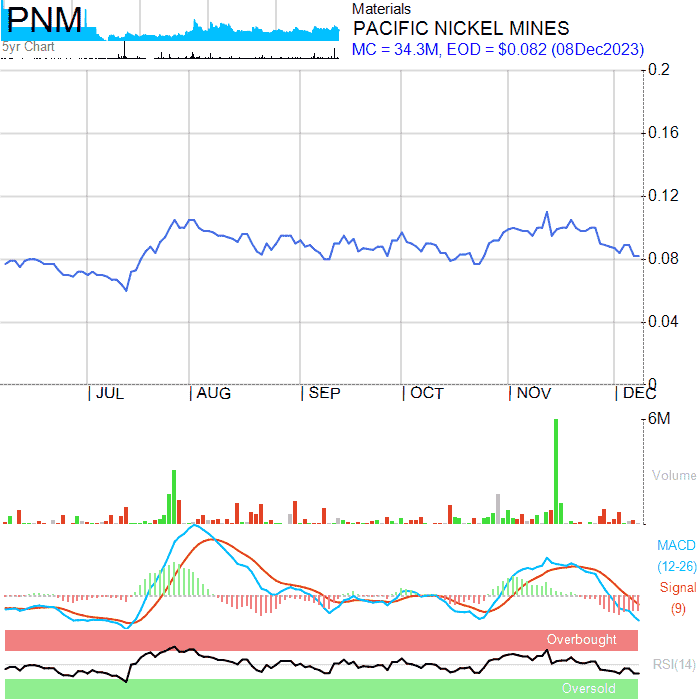 PNM
5yr Chart
Materials
PACIFIC NICKEL MINES
MC = 34.3M, EOD = $0.082 (08Dec2023)
0.2
0.16
0.12
0.08
0.04
0
| JUL | AUG | SEP | OCT | NOV | DEC
6M
Volume
MACD
(12-26)
Signal
(9)
Overbought
RSI(14)
Oversold